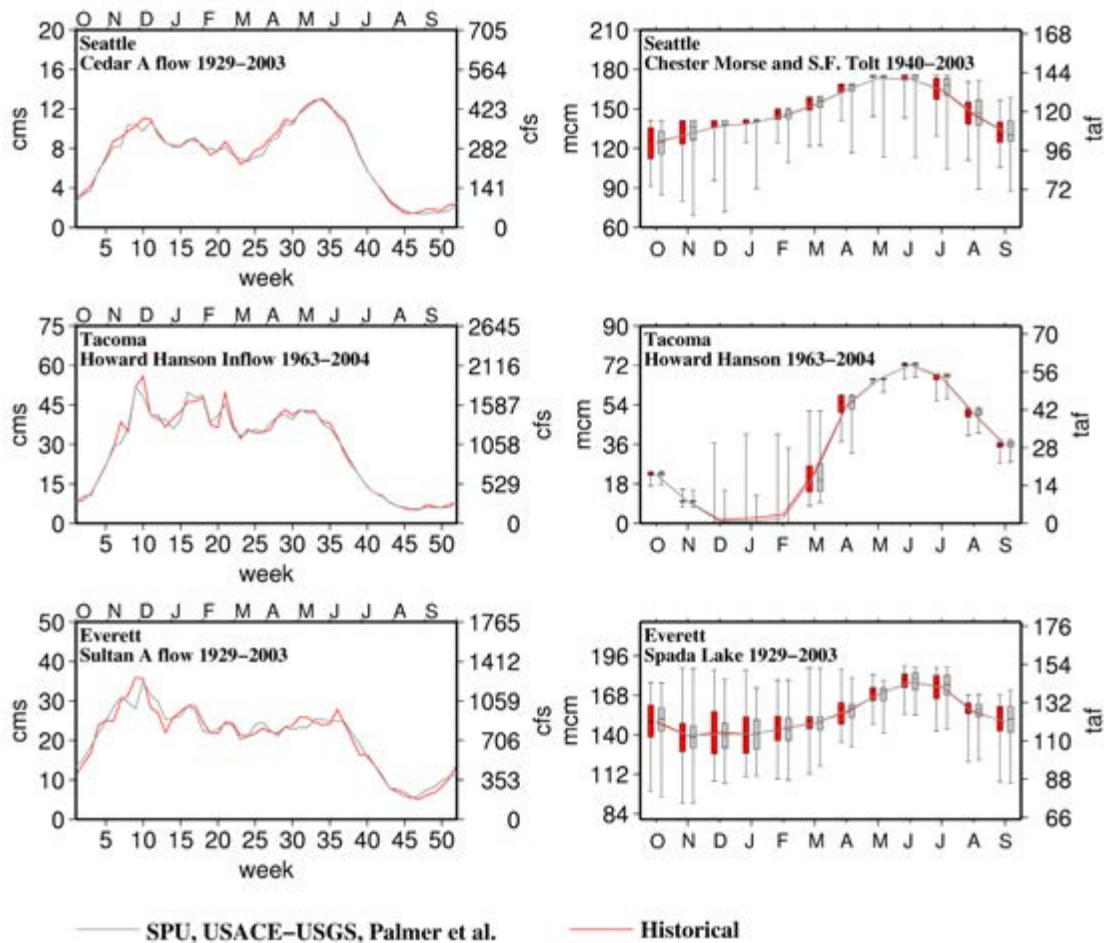 O N D J F M A M J J A S
20 705
Seattle
Cedar A flow 1929–2003
16 564
12 423
8 282
4 141
0 0
cms cfs
5 10 15 20 25 30 35 40 45 50
week
210 168
Seattle
Chester Morse and S.F. Tolt 1940–2003
180 144
150 120
120 96
90 72
60
mcm taf
O N D J F M A M J J A S
O N D J F M A M J J A S
75 2645
Tacoma
Howard Hanson Inflow 1963–2004
60 2116
45 1587
30 1058
15 529
0 0
cms cfs
5 10 15 20 25 30 35 40 45 50
week
90 70
Tacoma
Howard Hanson 1963–2004
72 56
54 42
36 28
18 14
0 0
mcm taf
O N D J F M A M J J A S
O N D J F M A M J J A S
50 1765
Everett
Sultan A flow 1929–2003
40 1412
30 1059
20 706
10 353
0 0
cms cfs
5 10 15 20 25 30 35 40 45 50
week
176
Everett
Spada Lake 1929–2003
196 154
168 132
140 110
112 88
84 66
mcm taf
O N D J F M A M J J A S
SPU, USACE–USGS, Palmer et al. Historical